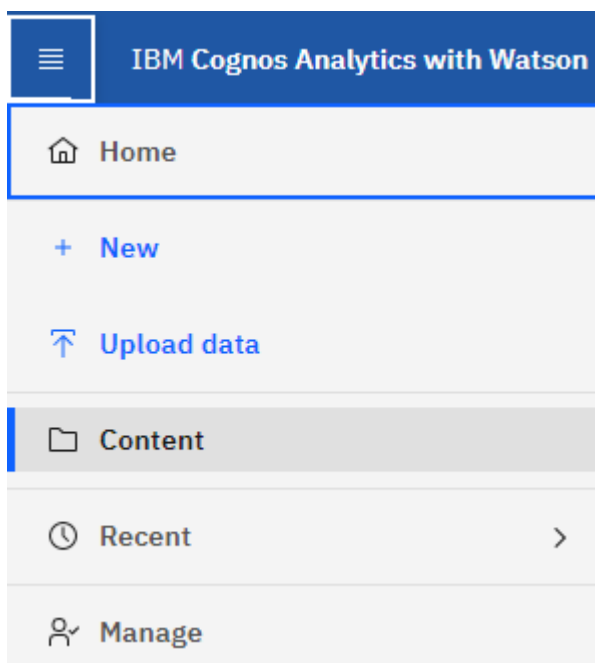 IBM Cognos Analytics with Watson
Home
New
Upload data
Content
Recent
Manage